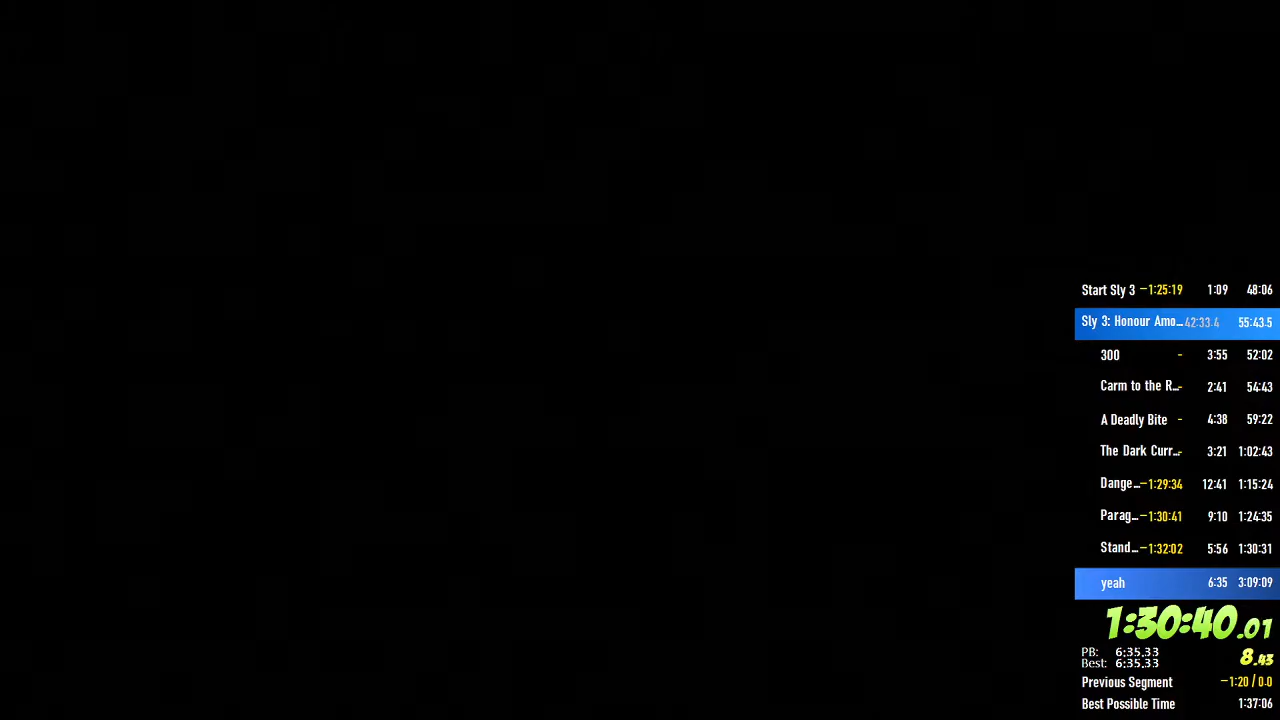 Start Sly 3 −1:25:19 1:09 48:06
Sly 3: Honour Amo... 42:33.4 55:43.5
300 - 3:55 52:02
Carm to the R... - 2:41 54:43
A Deadly Bite - 4:38 59:22
The Dark Curr... - 3:21 1:02:43
Dange... −1:29:34 12:41 1:15:24
Parag... −1:30:41 9:10 1:24:35
Stand... −1:32:02 5:56 1:30:31
yeah 6:35 3:09:09
1:30:40.01
PB: 6:35.33 8.43
Best: 6:35.33
Previous Segment −1:20 / 0.0
Best Possible Time 1:37:06